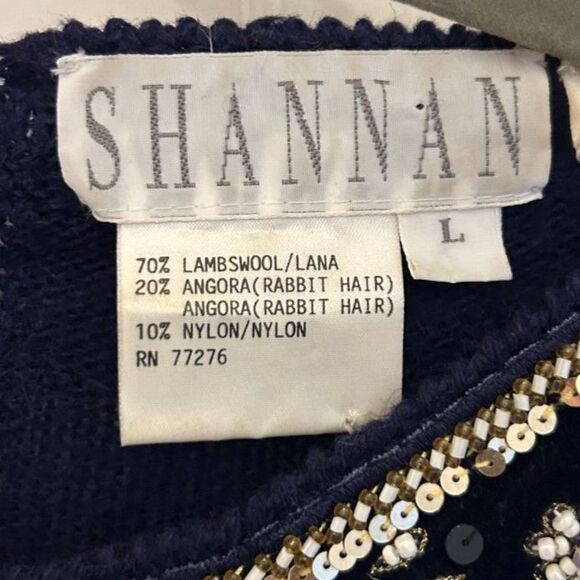 SHANNAN
L
70% LAMBSWOOL/LANA
20% ANGORA(RABBIT HAIR)
ANGORA(RABBIT HAIR)
10% NYLON/NYLON
RN 77276